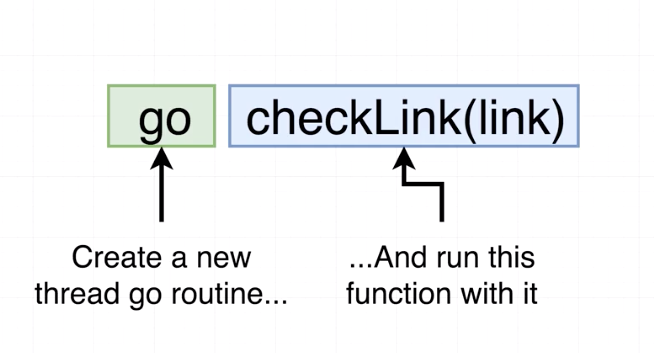 go checkLink(link)
Create a new
thread go routine...
...And run this
function with it